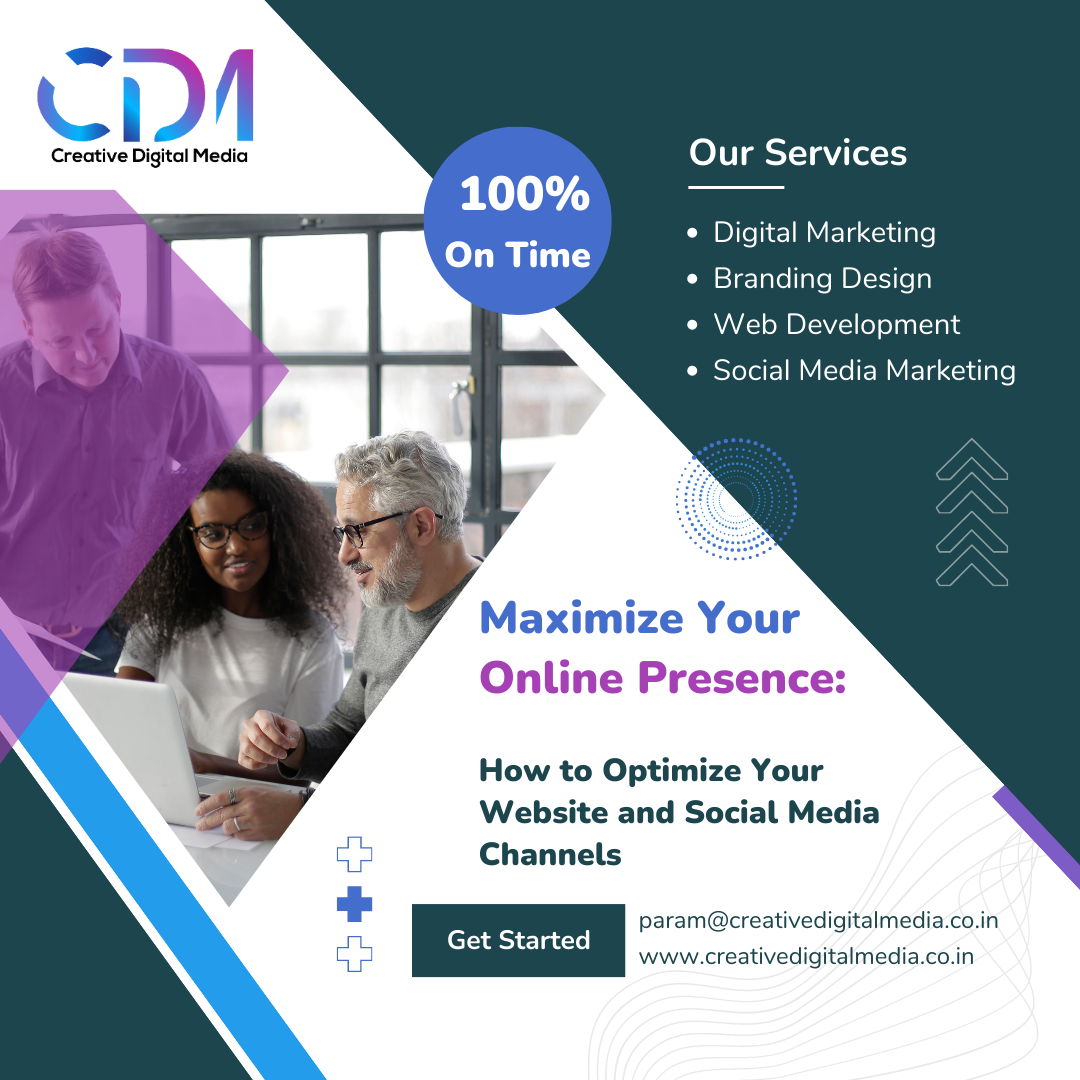 CDM
Creative Digital Media
100%
On Time
Our Services
• Digital Marketing
• Branding Design
• Web Development
• Social Media Marketing
Maximize Your
Online Presence:
How to Optimize Your
Website and Social Media
Channels
Get Started
param@creativedigitalmedia.co.in
www.creativedigitalmedia.co.in